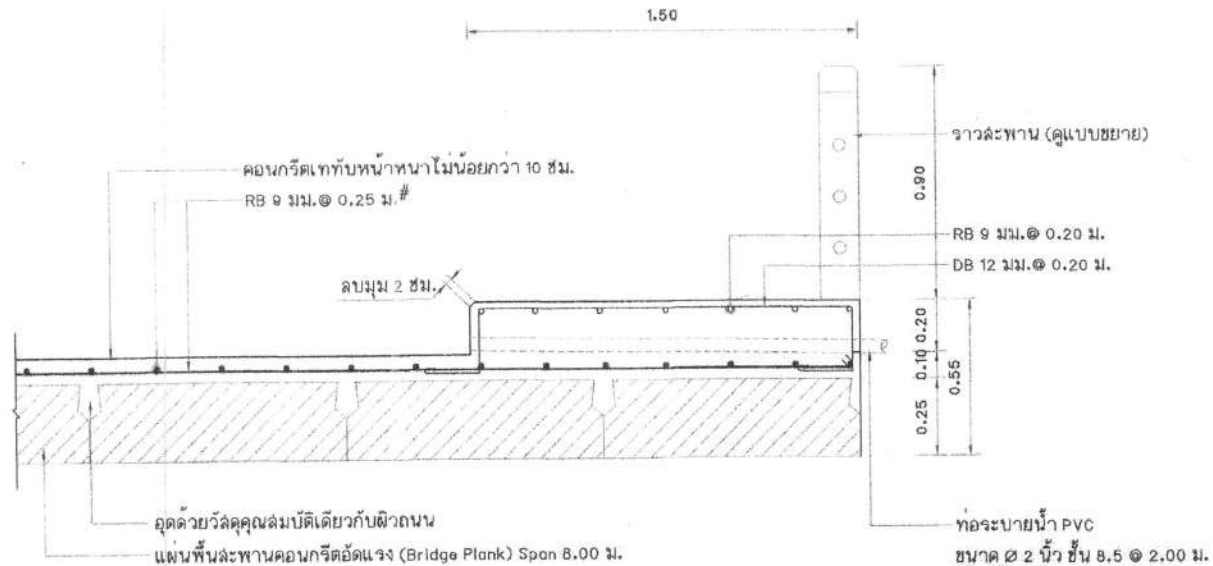 1.50
ราวสะพาน (ดูแบบขยาย)
คอนกรีตเททับหน้าหนาไม่น้อยกว่า 10 ซม.
RB 9 มม.@ 0.25 ม.#
0.90
RB 9 มม.@ 0.20 ม.
DB 12 มม.@ 0.20 ม.
ลบมุม 2 ซม.
0.20
0.10
0.55
0.25
อุดด้วยวัสดุคุณสมบัติเดียวกับผิวถนน
แผ่นพื้นสะพานคอนกรีตอัดแรง (Bridge Plank) Span 8.00 ม.
ท่อระบายน้ำ PVC
ขนาด Ø 2 นิ้ว ชั้น 8.5 @ 2.00 ม.